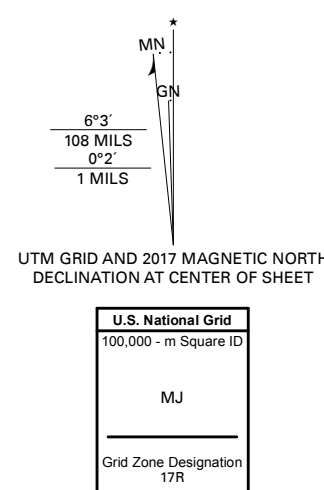 ★
MN
GN
6°3´
108 MILS
0°2´
1 MILS
UTM GRID AND 2017 MAGNETIC NORTH
DECLINATION AT CENTER OF SHEET
U.S. National Grid
100,000 - m Square ID
MJ
Grid Zone Designation
17R